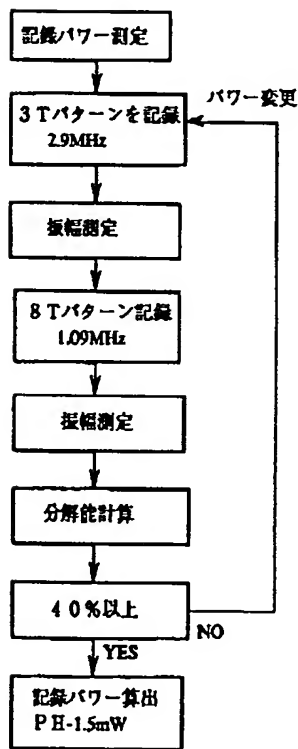 記録パワー測定
パワー変更
3Tパターンを記録
2.9MHz
振幅測定
8Tパターン記録
1.09MHz
振幅測定
分解能計算
40%以上
NO
YES
記録パワー算出
PH-1.5mW